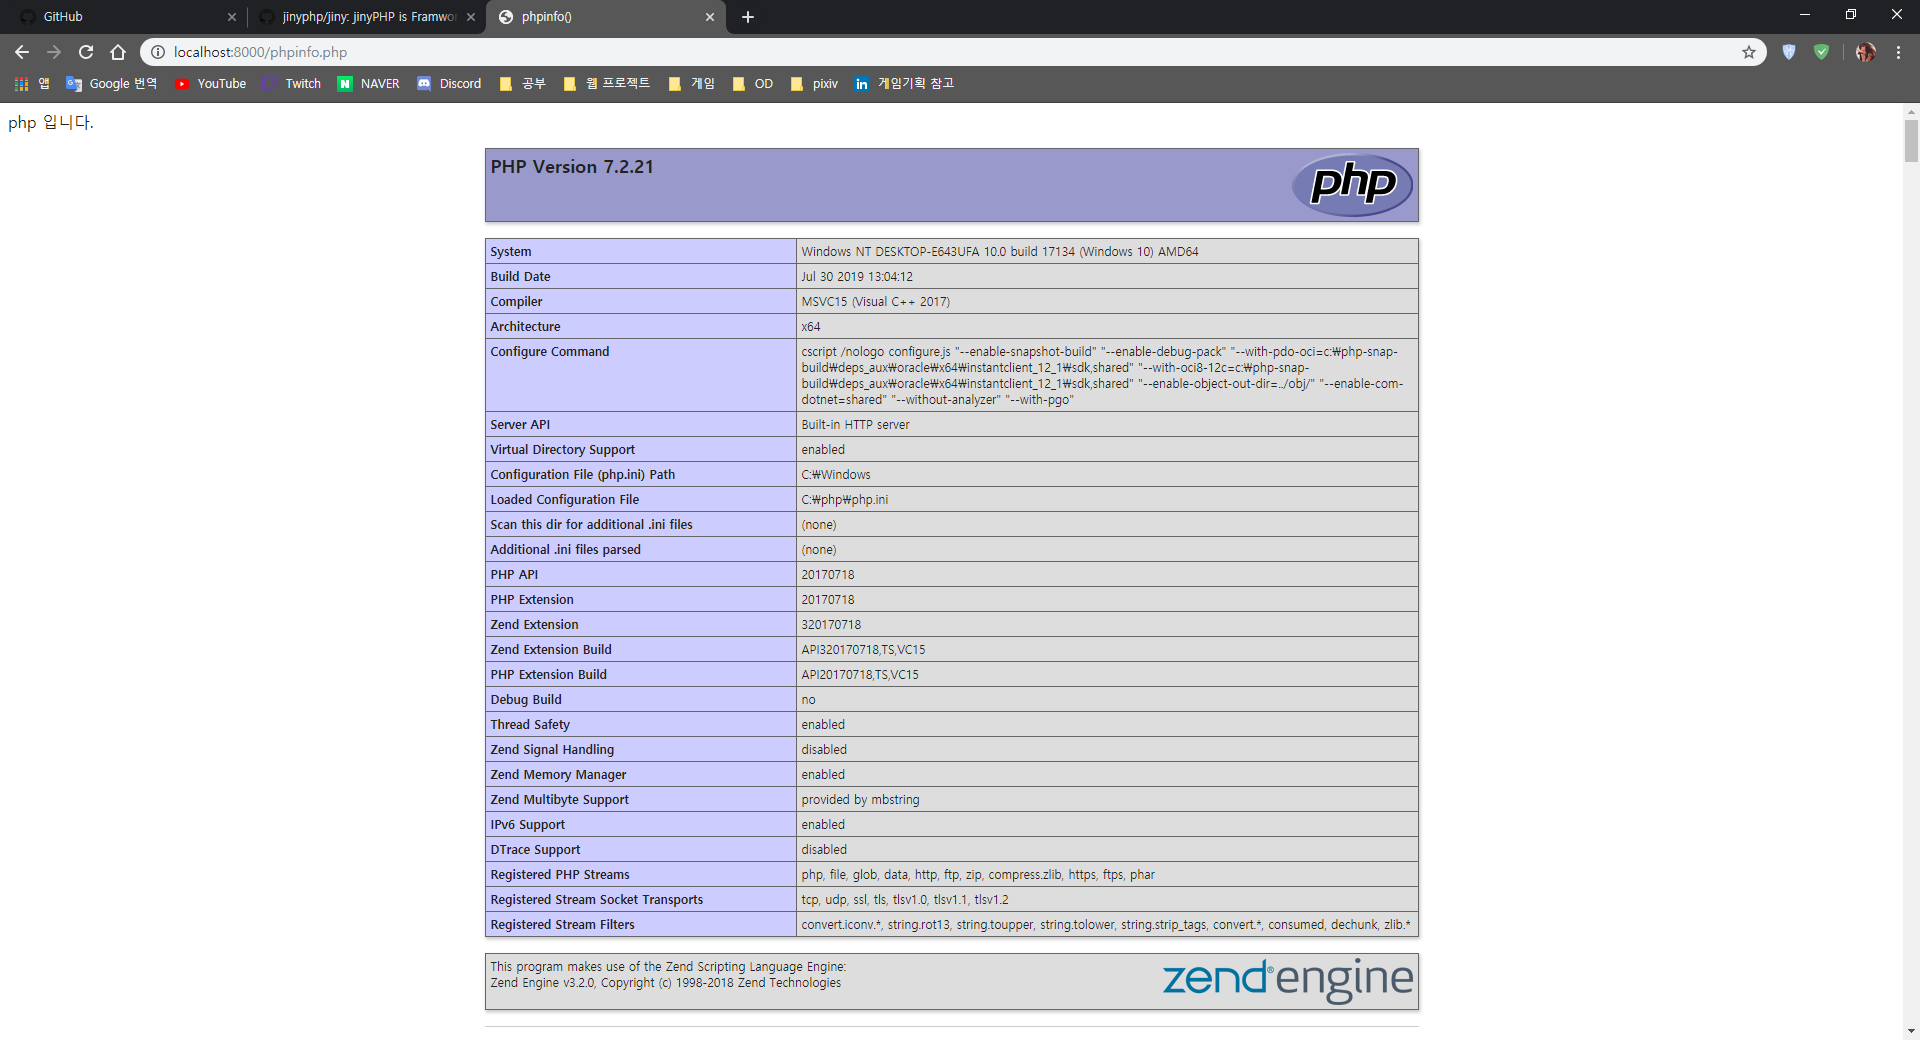 GitHub
jinyphp/jiny: jinyPHP is Framwor
phpinfo()
localhost:8000/phpinfo.php
앱
Google 번역
YouTube
Twitch
NAVER
Discord
공부
웹 프로젝트
게임
OD
pixiv
게임기획 참고
php 입니다.
PHP Version 7.2.21
php
System Windows NT DESKTOP-E643UFA 10.0 build 17134 (Windows 10) AMD64
Build Date Jul 30 2019 13:04:12
Compiler MSVC15 (Visual C++ 2017)
Architecture x64
Configure Command cscript /nologo configure.js "--enable-snapshot-build" "--enable-debug-pack" "--with-pdo-oci=c:₩php-snap-
build₩deps_aux₩oracle₩x64₩instantclient_12_1₩sdk,shared" "--with-oci8-12c=c:₩php-snap-
build₩deps_aux₩oracle₩x64₩instantclient_12_1₩sdk,shared" "--enable-object-out-dir=../obj/" "--enable-com-
dotnet=shared" "--without-analyzer" "--with-pgo"
Server API Built-in HTTP server
Virtual Directory Support enabled
Configuration File (php.ini) Path C:₩Windows
Loaded Configuration File C:₩php₩php.ini
Scan this dir for additional .ini files (none)
Additional .ini files parsed (none)
PHP API 20170718
PHP Extension 20170718
Zend Extension 320170718
Zend Extension Build API320170718,TS,VC15
PHP Extension Build API20170718,TS,VC15
Debug Build no
Thread Safety enabled
Zend Signal Handling disabled
Zend Memory Manager enabled
Zend Multibyte Support provided by mbstring
IPv6 Support enabled
DTrace Support disabled
Registered PHP Streams php, file, glob, data, http, ftp, zip, compress.zlib, https, ftps, phar
Registered Stream Socket Transports tcp, udp, ssl, tls, tlsv1.0, tlsv1.1, tlsv1.2
Registered Stream Filters convert.iconv.*, string.rot13, string.toupper, string.tolower, string.strip_tags, convert.*, consumed, dechunk, zlib.*
This program makes use of the Zend Scripting Language Engine:
Zend Engine v3.2.0, Copyright (c) 1998-2018 Zend Technologies
zend® engine